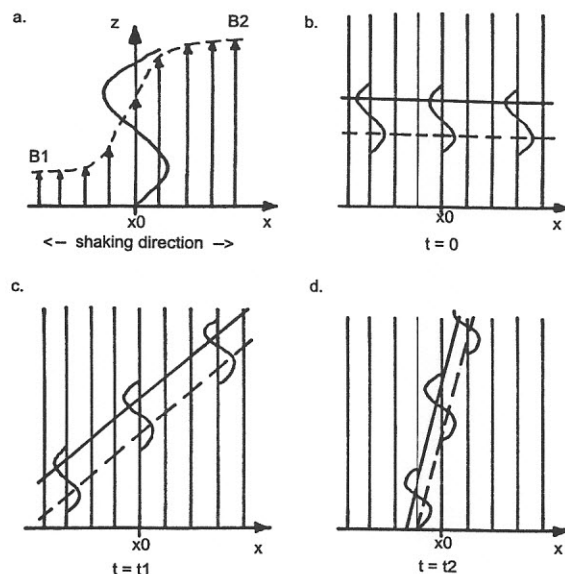 a.
z
B2
B1
x0
x
<-- shaking direction -->
b.
x0
x
t = 0
c.
x0
x
t = t1
d.
x0
x
t = t2